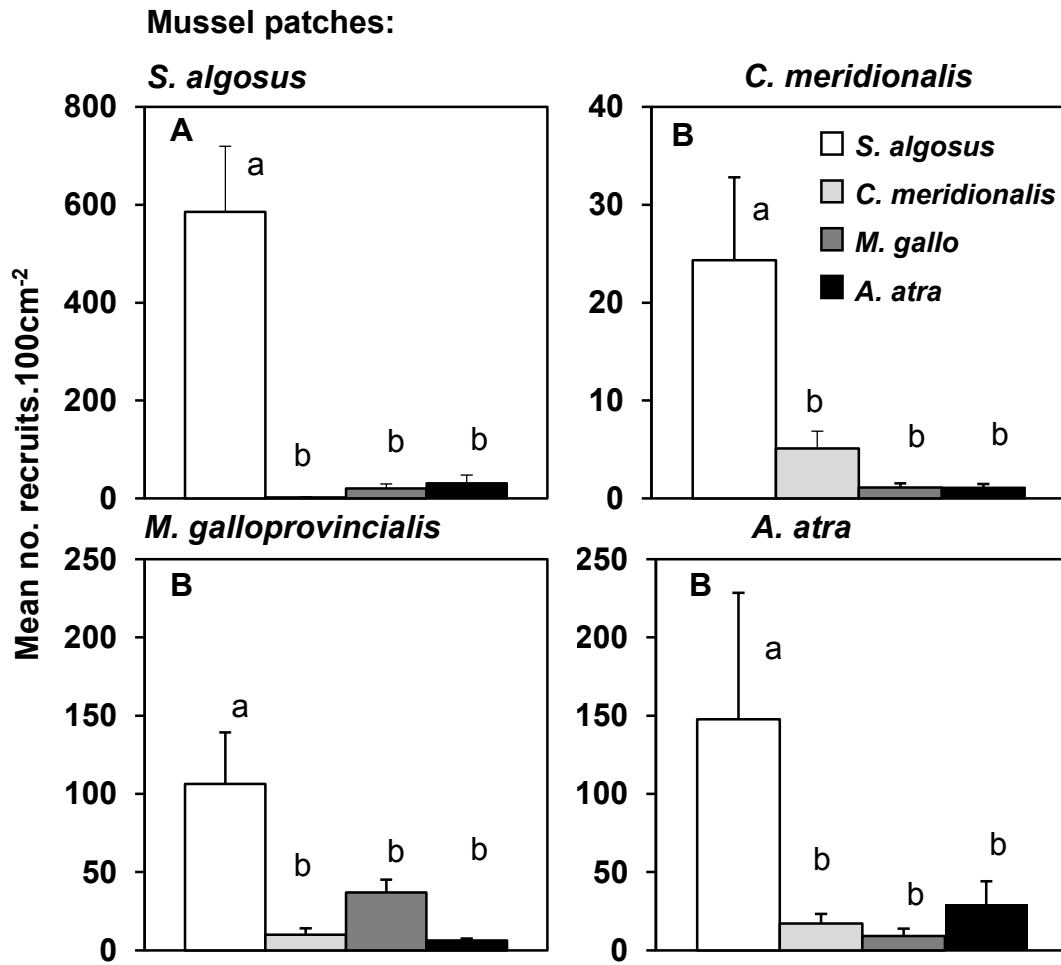 Mussel patches:
S. algosus
C. meridionalis
Mean no. recruits.100cm⁻²
800
600
400
200
0
A
a
b
b
b
40
30
20
10
0
B
a
b
b
b
S. algosus
C. meridionalis
M. gallo
A. atra
M. galloprovincialis
A. atra
250
200
150
100
50
0
B
a
b
b
b
250
200
150
100
50
0
B
a
b
b
b